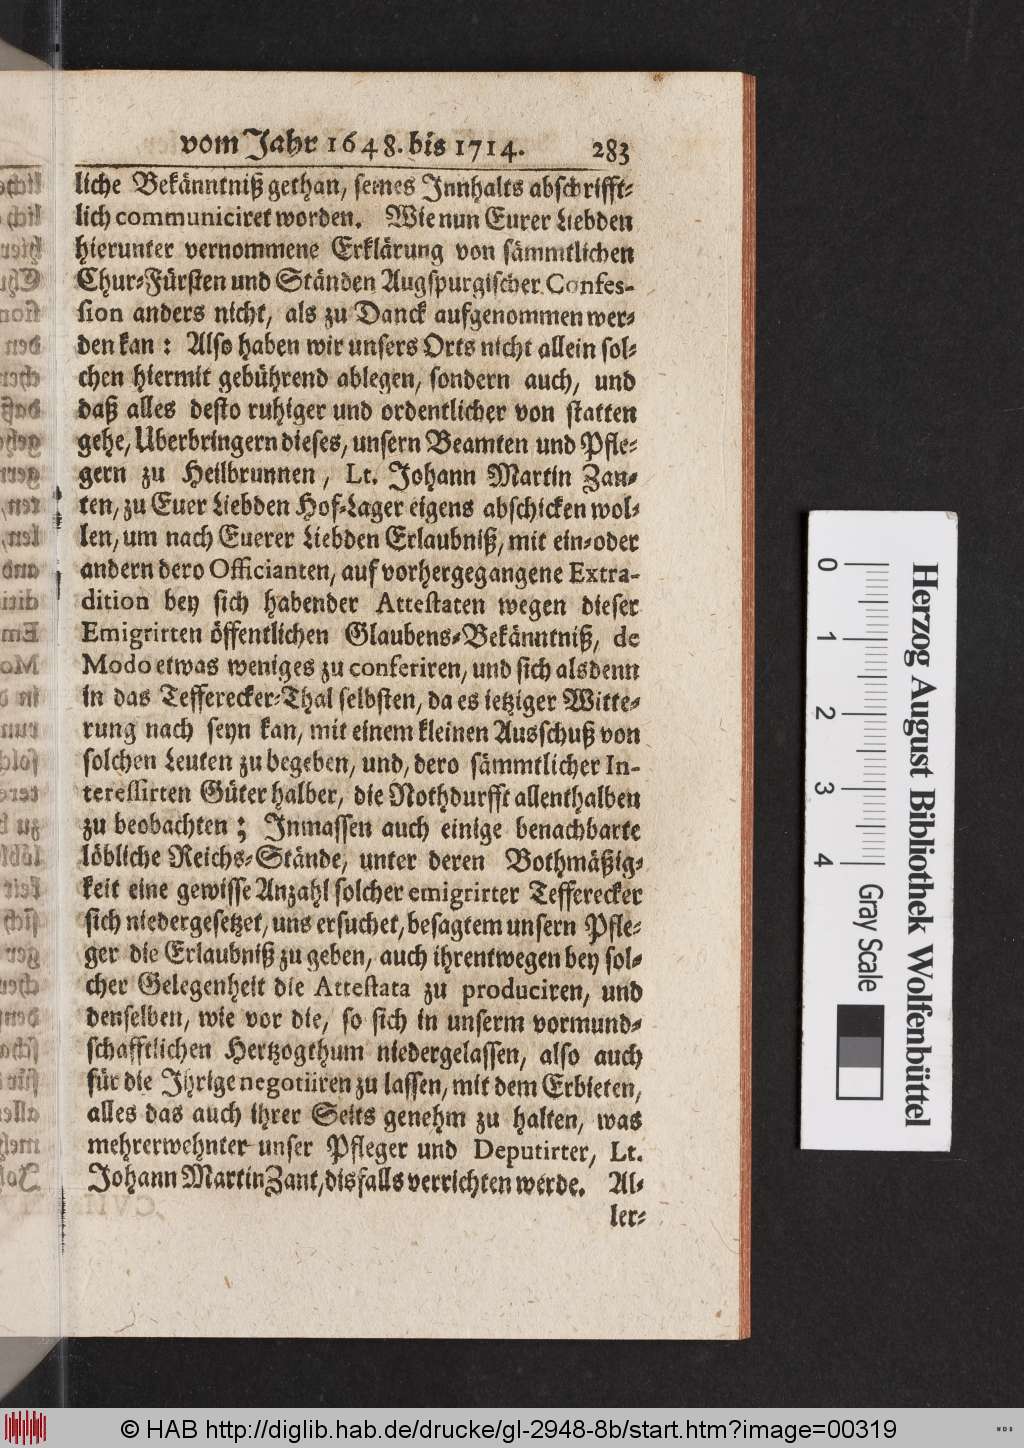 vom Jahr 1648. bis 1714. 283
liche Bekänntniß gethan, seines Innhalts abschrifft-
lich communiciret worden. Wie nun Eurer Liebden
hierunter vernommene Erklärung von sämmtlichen
Chur-Fürsten und Ständen Augspurgischer Confes-
sion anders nicht, als zu Danck aufgenommen wer-
den kan: Also haben wir unsers Orts nicht allein sol-
chen hiermit gebührend ablegen, sondern auch, und
daß alles desto ruhiger und ordentlicher von statten
gehe, Uberbringern dieses, unsern Beamten und Pfle-
gern zu Heilbrunnen, Lt. Johann Martin Zan-
ten, zu Euer Liebden Hof-Lager eigens abschicken wol-
len, um nach Euerer Liebden Erlaubniß, mit ein-oder
andern dero Officianten, auf vorhergegangene Extra-
dition bey sich habender Attestaten wegen dieser
Emigrirten öffentlichen Glaubens-Bekänntniß, de
Modo etwas weniges zu conferiren, und sich alsdenn
in das Tefferecker-Thal selbsten, da es ietziger Witte-
rung nach seyn kan, mit einem kleinen Ausschuß von
solchen Leuten zu begeben, und, dero sämmtlicher In-
teressirten Güter halber, die Nothdurfft allenthalben
zu beobachten; Inmassen auch einige benachbarte
löbliche Reichs-Stände, unter deren Bothmäßig-
keit eine gewisse Anzahl solcher emigrirter Tefferecker
sich niedergesetzet, uns ersuchet, besagtem unsern Pfle-
ger die Erlaubniß zu geben, auch ihrentwegen bey sol-
cher Gelegenheit die Attestata zu produciren, und
denselben, wie vor die, so sich in unserm vormund-
schafftlichen Hertzogthum niedergelassen, also auch
für die Ihrige negotiiren zu lassen, mit dem Erbieten,
alles das auch ihrer Seits genehm zu halten, was
mehrerwehnter unser Pfleger und Deputirter, Lt.
Johann Martin Zant, disfalls verrichten werde. Al-
ler-
Herzog August Bibliothek Wolfenbüttel
0 1 2 3 4 Gray Scale
© HAB http://diglib.hab.de/drucke/gl-2948-8b/start.htm?image=00319